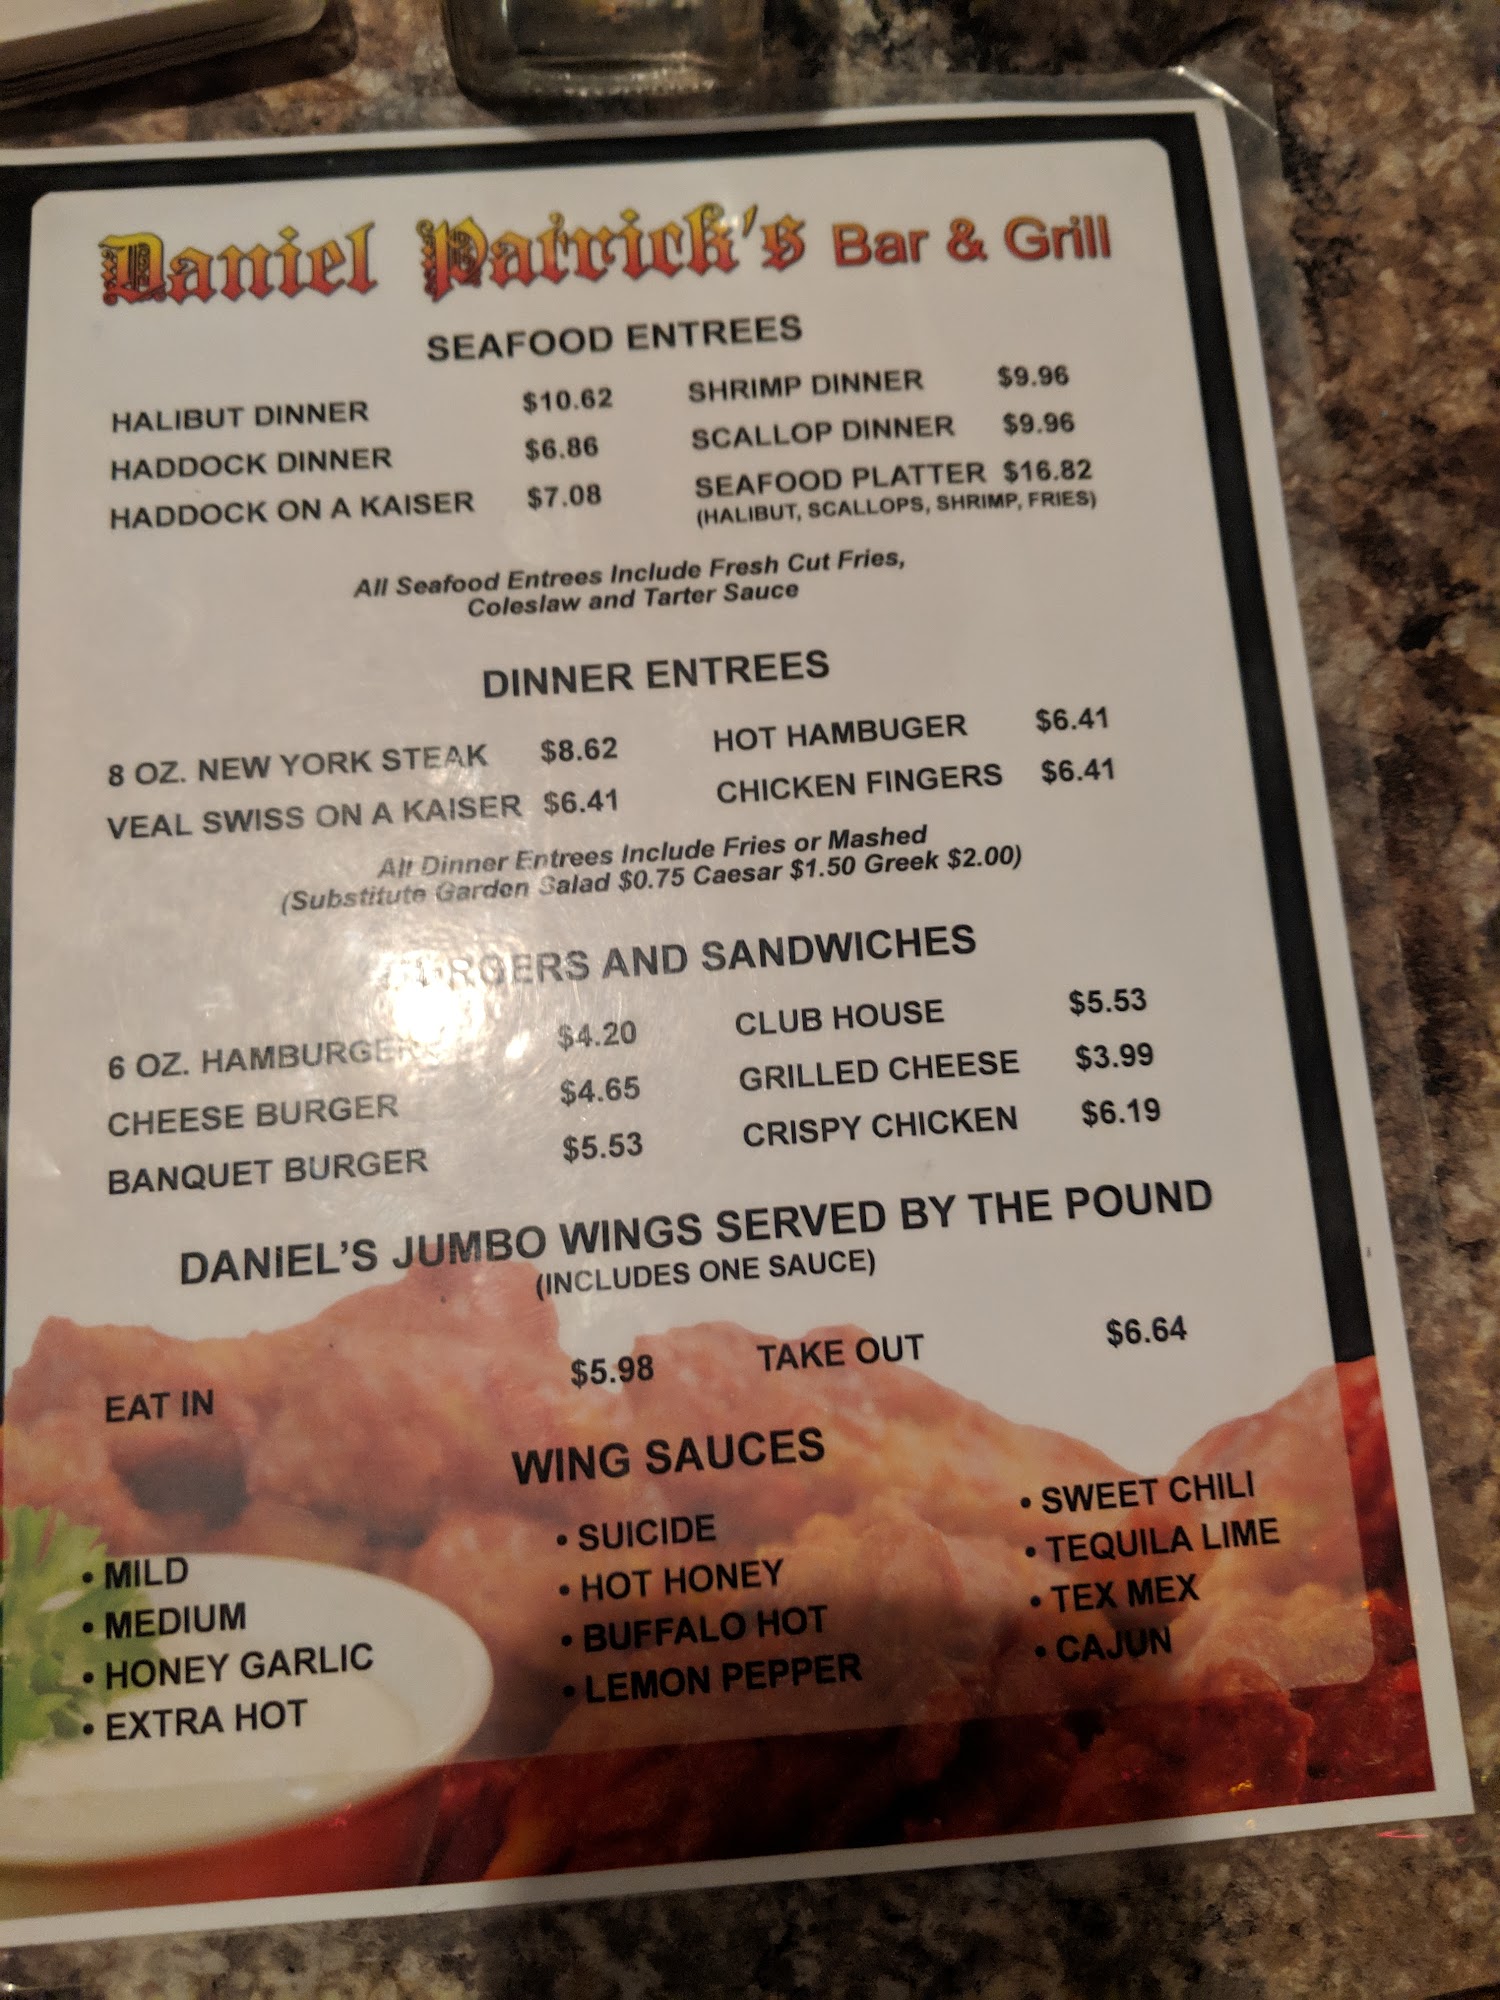 Daniel Patrick's Bar & Grill
SEAFOOD ENTREES
HALIBUT DINNER $10.62 SHRIMP DINNER $9.96
HADDOCK DINNER $6.86 SCALLOP DINNER $9.96
HADDOCK ON A KAISER $7.08 SEAFOOD PLATTER $16.82
(HALIBUT, SCALLOPS, SHRIMP, FRIES)
All Seafood Entrees Include Fresh Cut Fries,
Coleslaw and Tarter Sauce
DINNER ENTREES
8 OZ. NEW YORK STEAK $8.62 HOT HAMBUGER $6.41
VEAL SWISS ON A KAISER $6.41 CHICKEN FINGERS $6.41
All Dinner Entrees Include Fries or Mashed
(Substitute Garden Salad $0.75 Caesar $1.50 Greek $2.00)
BURGERS AND SANDWICHES
6 OZ. HAMBURGER $4.20 CLUB HOUSE $5.53
CHEESE BURGER $4.65 GRILLED CHEESE $3.99
BANQUET BURGER $5.53 CRISPY CHICKEN $6.19
DANIEL'S JUMBO WINGS SERVED BY THE POUND
(INCLUDES ONE SAUCE)
EAT IN $5.98 TAKE OUT $6.64
WING SAUCES
• MILD
• MEDIUM
• HONEY GARLIC
• EXTRA HOT
• SUICIDE
• HOT HONEY
• BUFFALO HOT
• LEMON PEPPER
• SWEET CHILI
• TEQUILA LIME
• TEX MEX
• CAJUN